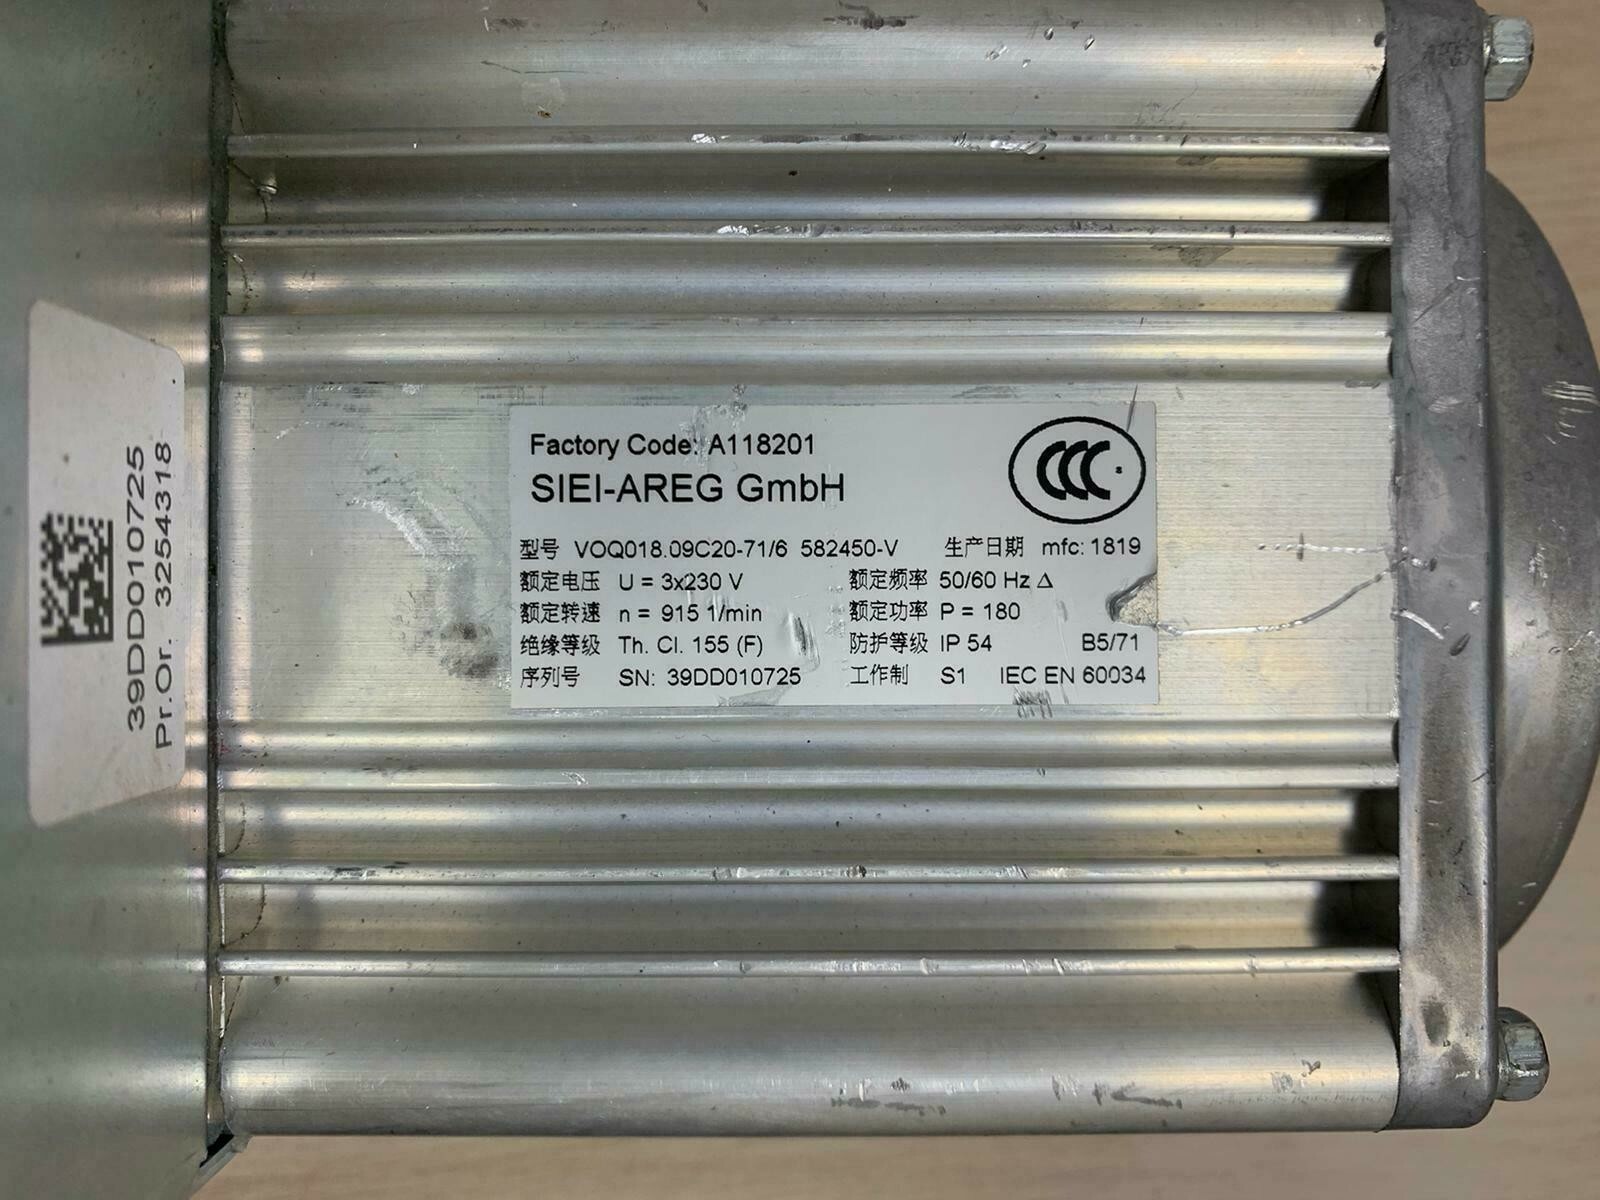 Factory Code: A118201
SIEI-AREG GmbH
CCC
型号 VOQ018.09C20-71/6 582450-V 生产日期 mfc: 1819
额定电压 U = 3x230 V 额定频率 50/60 Hz Δ
额定转速 n = 915 1/min 额定功率 P = 180
绝缘等级 Th. Cl. 155 (F) 防护等级 IP 54 B5/71
序列号 SN: 39DD010725 工作制 S1 IEC EN 60034
39DD010725
Pr.Or. 3254318